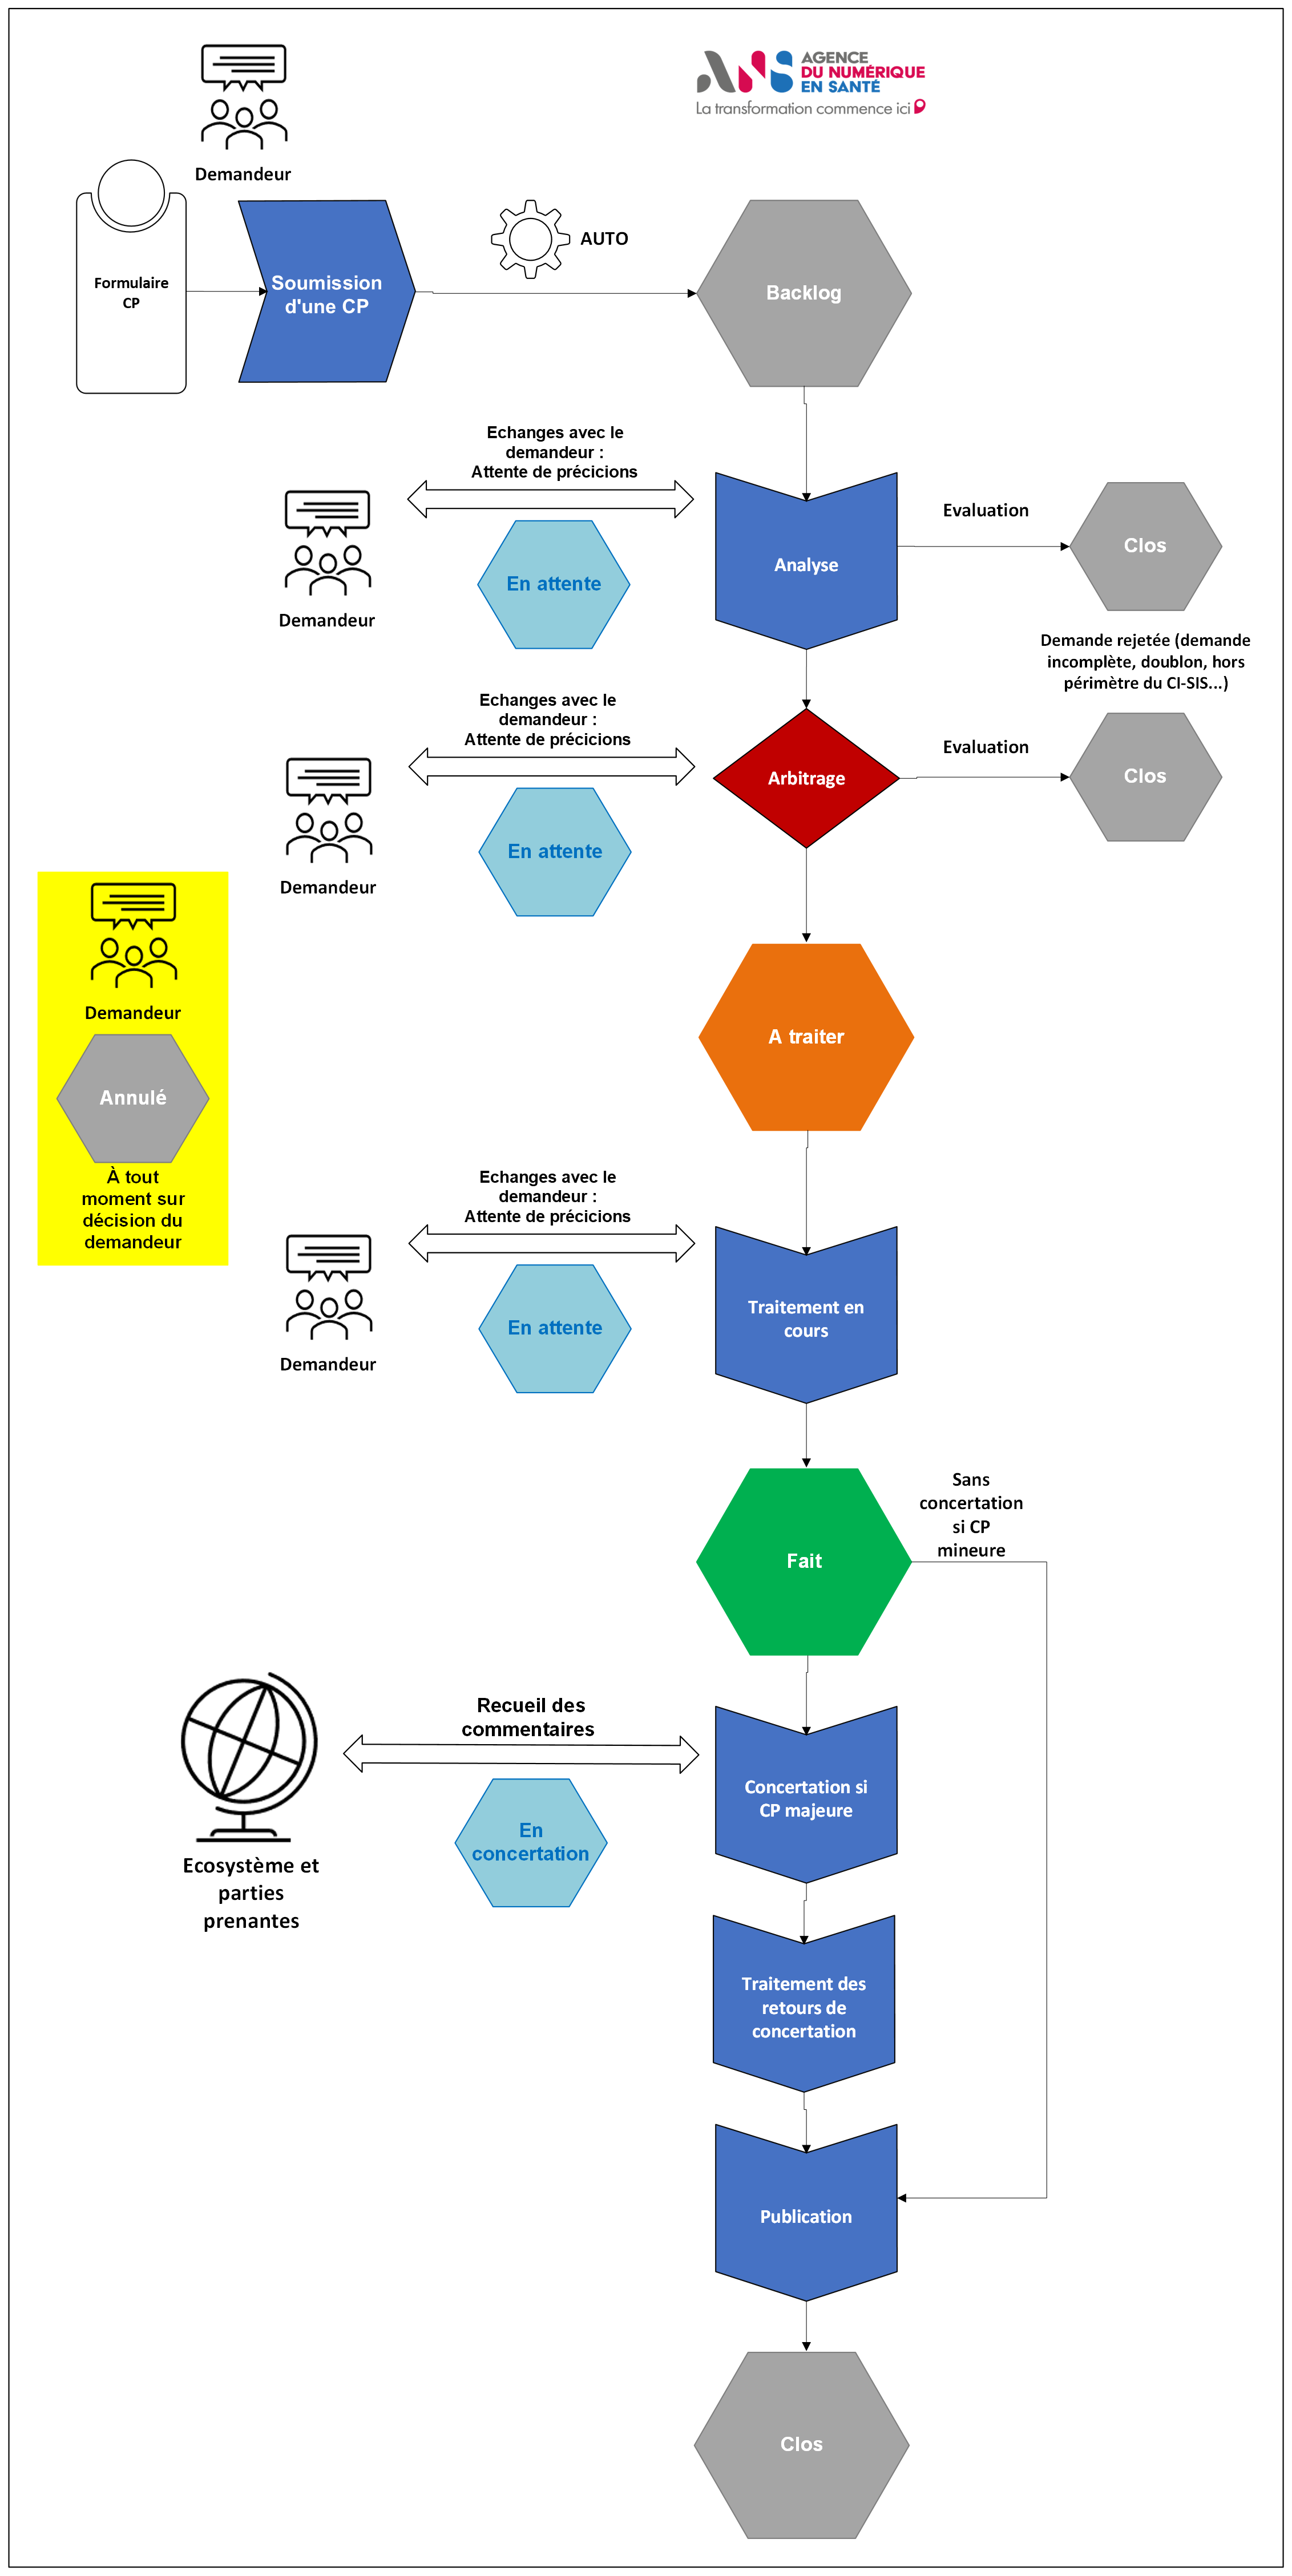 AGENCE
DU NUMÉRIQUE
EN SANTÉ
La transformation commence ici
Demandeur
Formulaire
CP
Soumission
d'une CP
AUTO
Backlog
Echanges avec le
demandeur :
Attente de précicions
Demandeur
En attente
Analyse
Evaluation
Clos
Demande rejetée (demande
incomplète, doublon, hors
périmètre du CI-SIS...)
Echanges avec le
demandeur :
Attente de précicions
Demandeur
En attente
Arbitrage
Evaluation
Clos
Demandeur
Annulé
À tout
moment sur
décision du
demandeur
A traiter
Echanges avec le
demandeur :
Attente de précicions
Demandeur
En attente
Traitement en
cours
Fait
Sans
concertation
si CP
mineure
Recueil des
commentaires
Ecosystème et
parties
prenantes
En
concertation
Concertation si
CP majeure
Traitement des
retours de
concertation
Publication
Clos